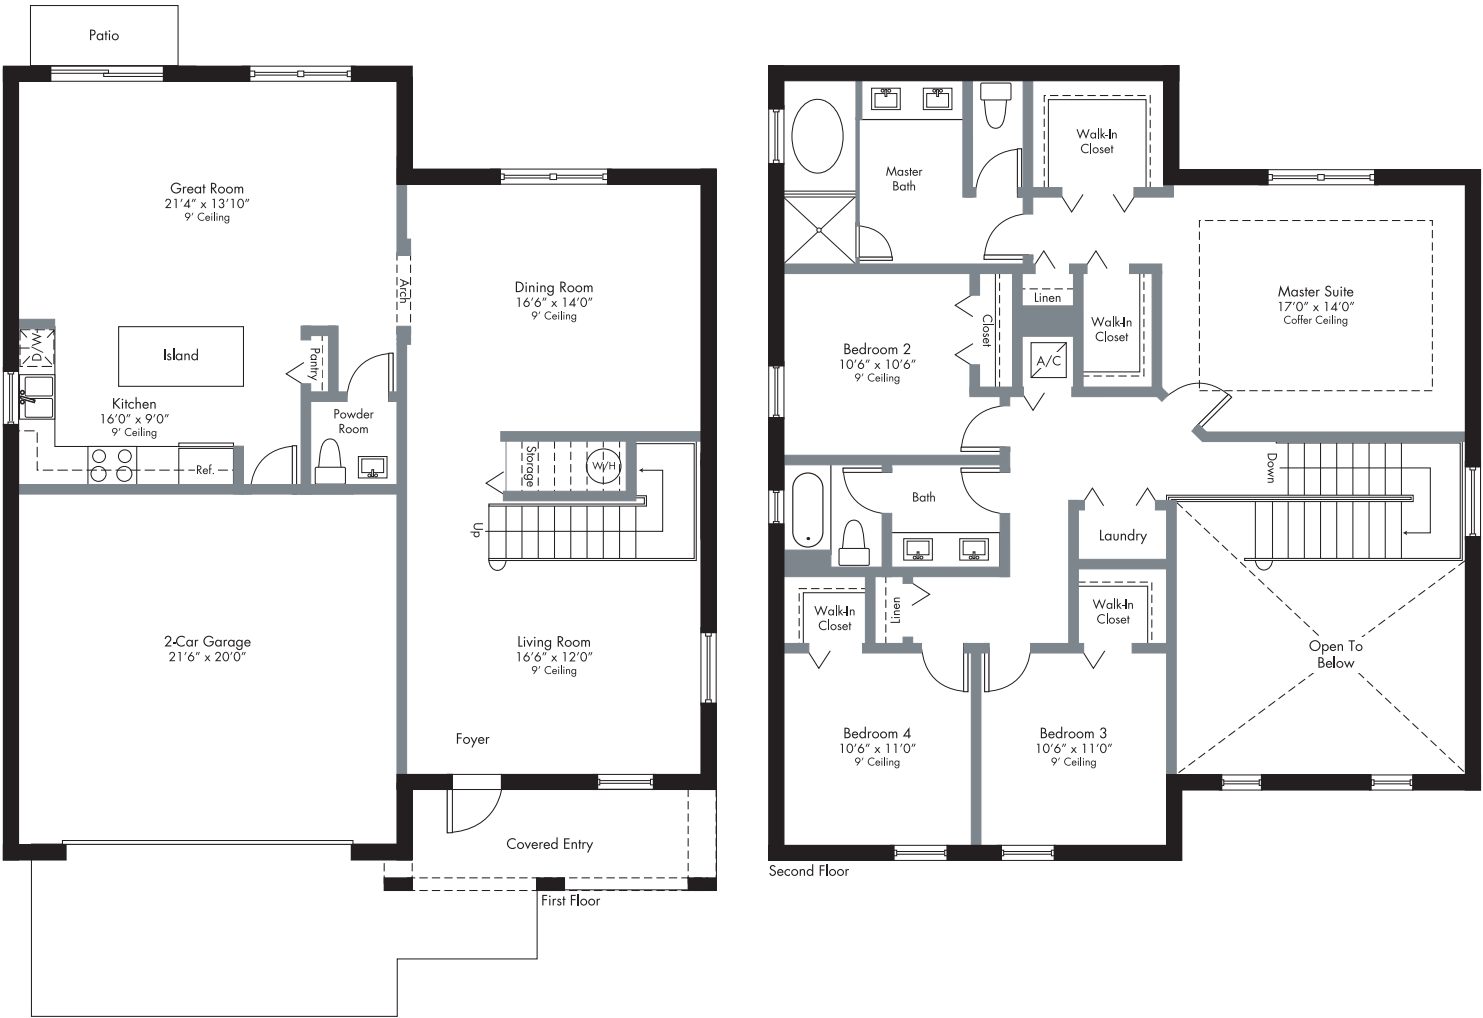 Patio
Great Room
21'4" x 13'10"
9' Ceiling
Arch
Dining Room
16'6" x 14'0"
9' Ceiling
D/W
Island
Pantry
Kitchen
16'0" x 9'0"
9' Ceiling
Powder
Room
Ref.
Storage
W/H
Up
2-Car Garage
21'6" x 20'0"
Living Room
16'6" x 12'0"
9' Ceiling
Foyer
Covered Entry
First Floor
Walk-In
Closet
Master
Bath
Linen
Master Suite
17'0" x 14'0"
Coffer Ceiling
Walk-In
Closet
Closet
Bedroom 2
10'6" x 10'6"
9' Ceiling
A/C
Down
Bath
Laundry
Walk-In
Closet
Linen
Walk-In
Closet
Open To
Below
Bedroom 4
10'6" x 11'0"
9' Ceiling
Bedroom 3
10'6" x 11'0"
9' Ceiling
Second Floor